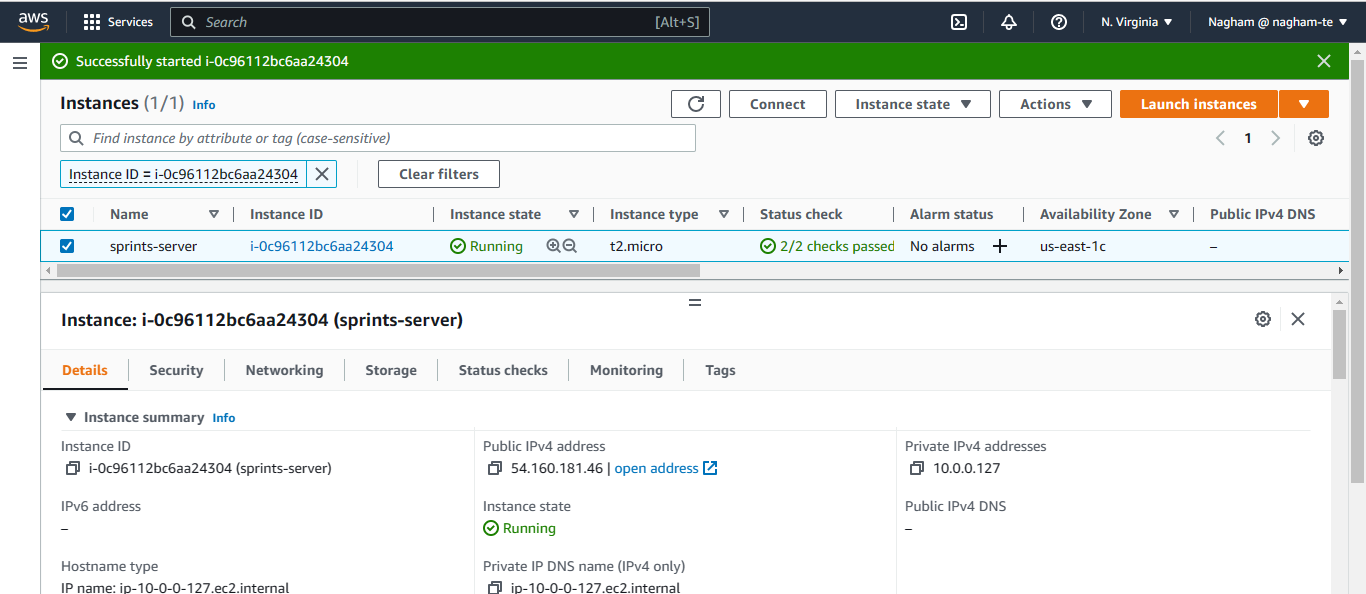 aws
Services
Search
[Alt+S]
N. Virginia
Nagham @ nagham-te
Successfully started i-0c96112bc6aa24304
Instances (1/1) Info
Connect
Instance state
Actions
Launch instances
Find instance by attribute or tag (case-sensitive)
1
Instance ID = i-0c96112bc6aa24304
Clear filters
Name Instance ID Instance state Instance type Status check Alarm status Availability Zone Public IPv4 DNS
sprints-server i-0c96112bc6aa24304 Running t2.micro 2/2 checks passed No alarms + us-east-1c –
Instance: i-0c96112bc6aa24304 (sprints-server)
Details Security Networking Storage Status checks Monitoring Tags
Instance summary Info
Instance ID
i-0c96112bc6aa24304 (sprints-server)
Public IPv4 address
54.160.181.46 | open address
Private IPv4 addresses
10.0.0.127
IPv6 address
–
Instance state
Running
Public IPv4 DNS
–
Hostname type
IP name: ip-10-0-0-127.ec2.internal
Private IP DNS name (IPv4 only)
ip-10-0-0-127.ec2.internal